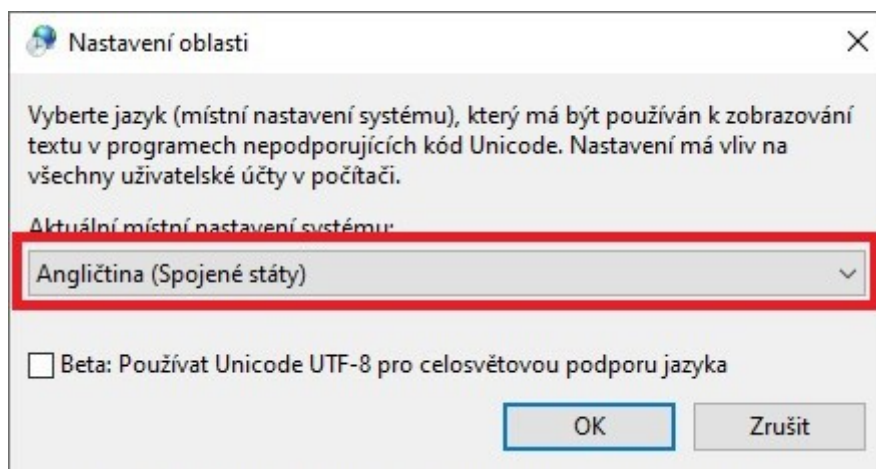 Nastavení oblasti
Vyberte jazyk (místní nastavení systému), který má být používán k zobrazování
textu v programech nepodporujících kód Unicode. Nastavení má vliv na
všechny uživatelské účty v počítači.
Aktuální místní nastavení systému:
Angličtina (Spojené státy)
Beta: Používat Unicode UTF-8 pro celosvětovou podporu jazyka
OK
Zrušit